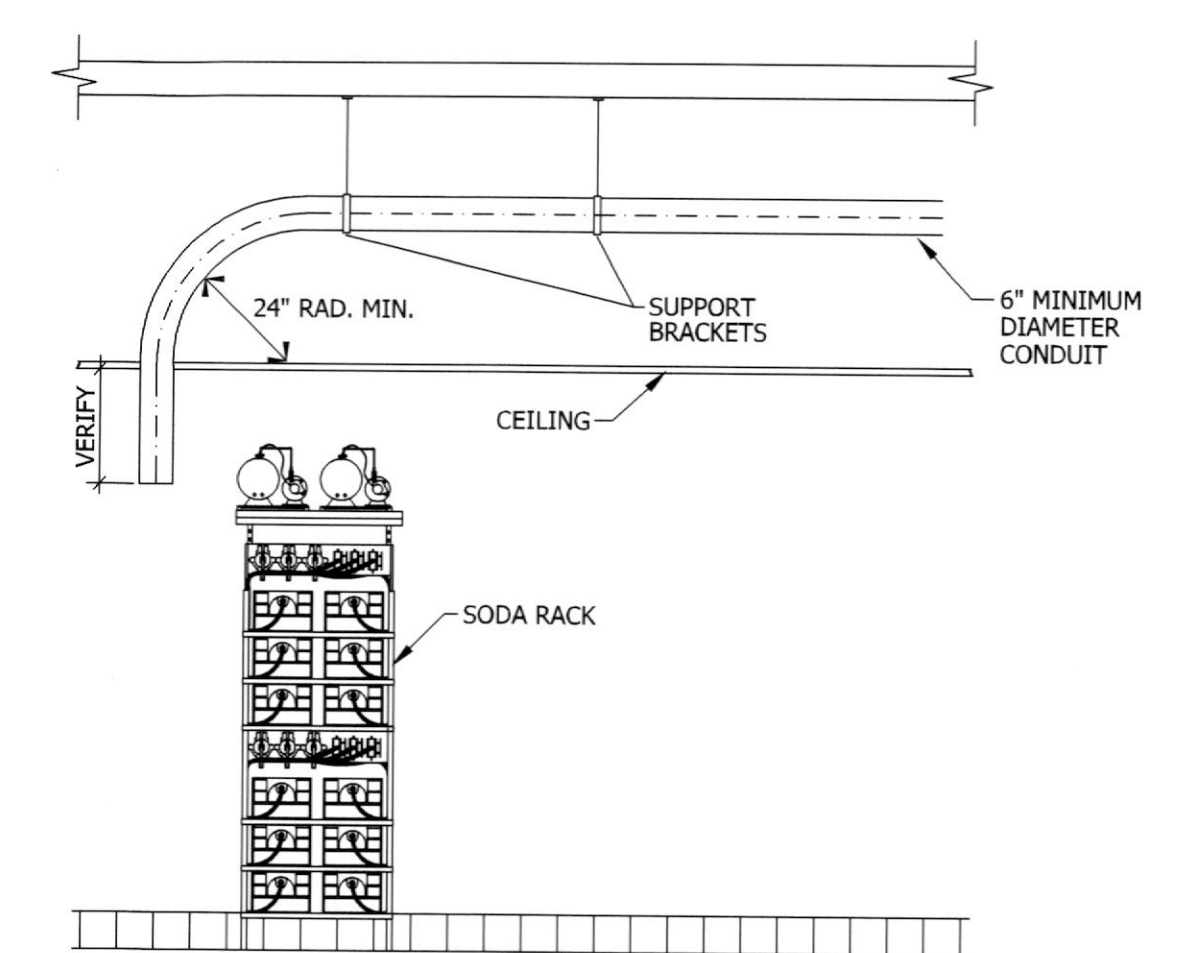 24" RAD. MIN.
SUPPORT
BRACKETS
6" MINIMUM
DIAMETER
CONDUIT
VERIFY
CEILING
SODA RACK